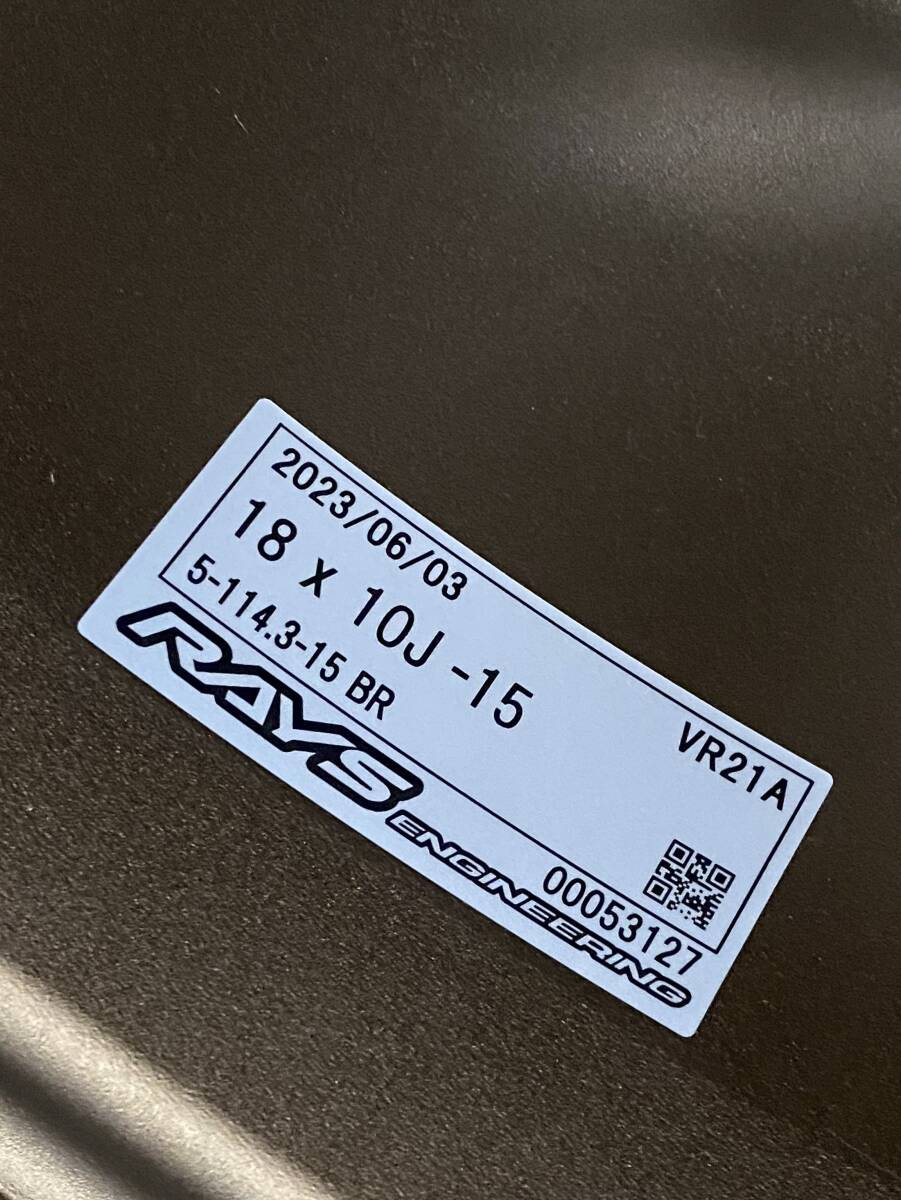 2023/06/03
18 x 10J -15
VR21A
5-114.3-15 BR
00053127
RAYS ENGINEERING